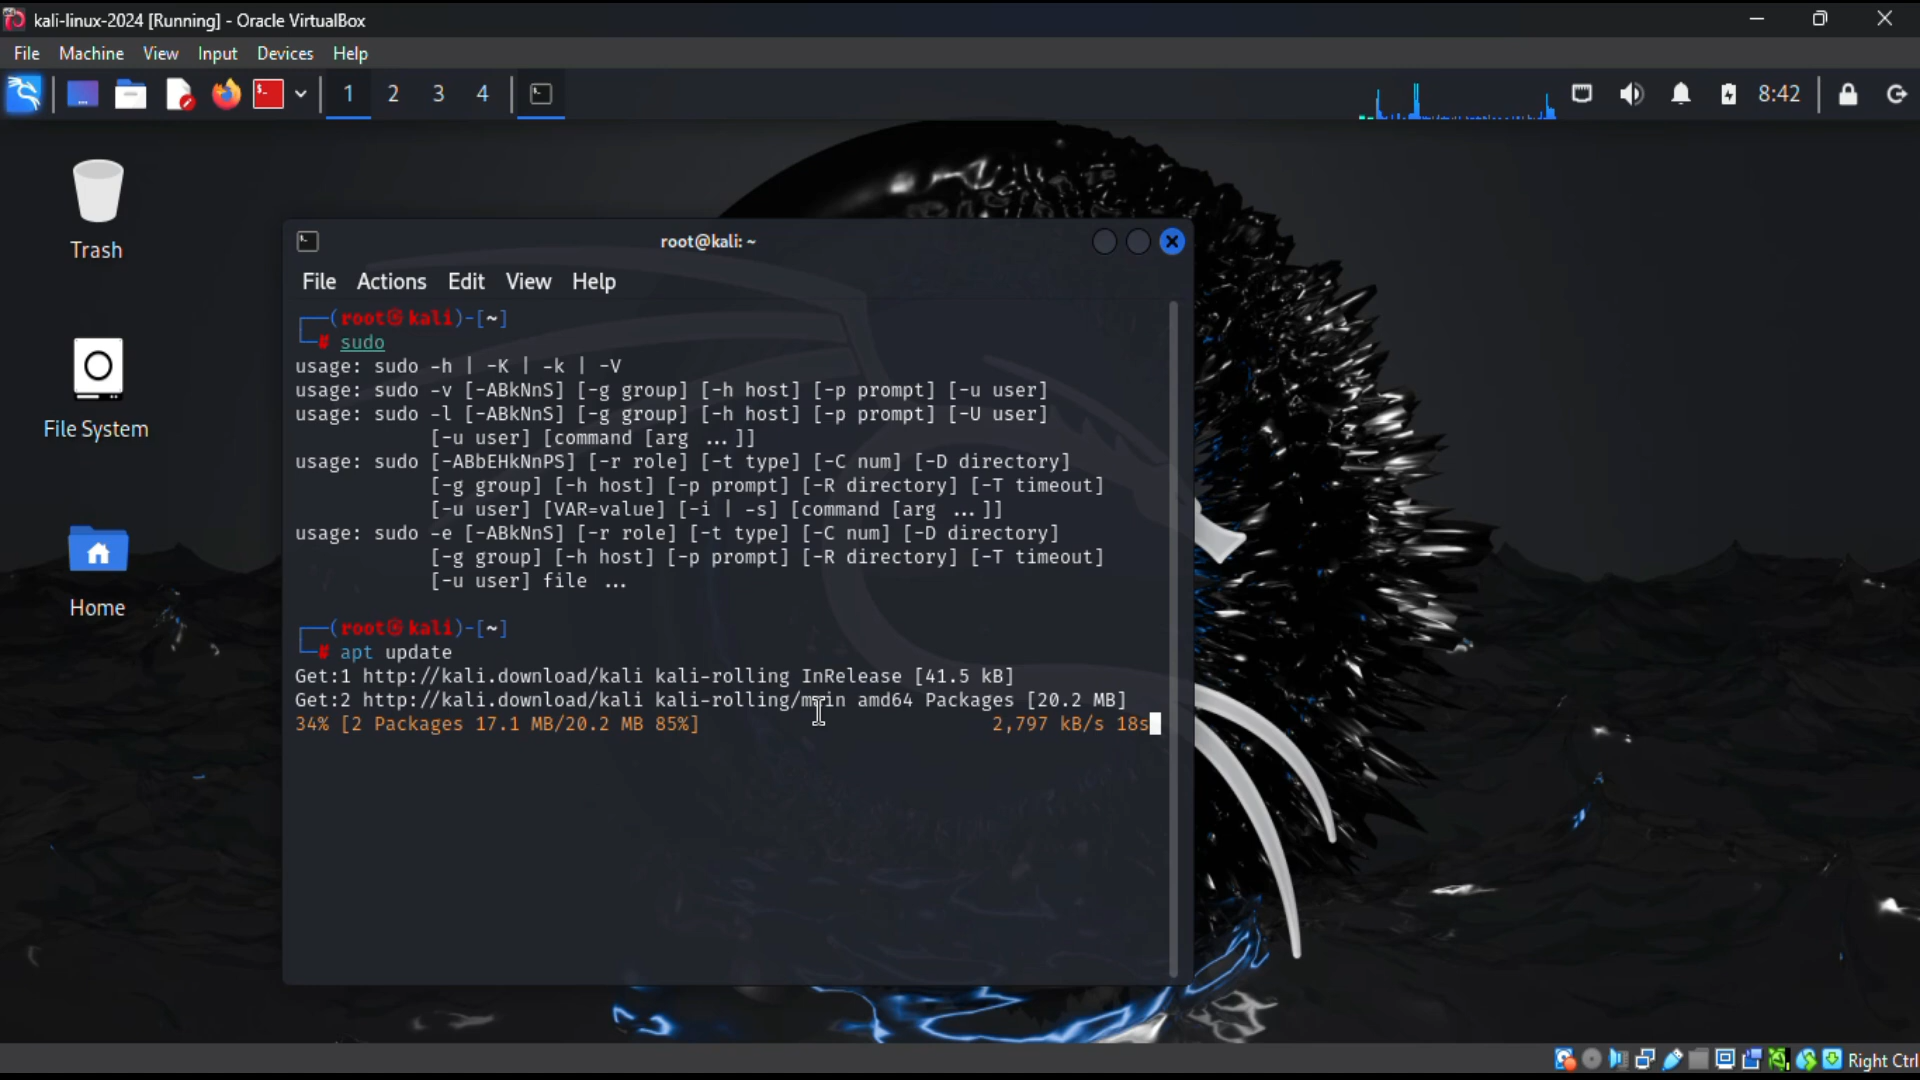 kali-linux-2024 [Running] - Oracle VirtualBox
File Machine View Input Devices Help
1 2 3 4 8:42
Trash
File System
Home
root@kali: ~
File Actions Edit View Help
┌──(root㉿kali)-[~]
└─# sudo
usage: sudo -h | -K | -k | -V
usage: sudo -v [-ABkNnS] [-g group] [-h host] [-p prompt] [-u user]
usage: sudo -l [-ABkNnS] [-g group] [-h host] [-p prompt] [-U user]
[-u user] [command [arg ...]]
usage: sudo [-ABbEHkNnPS] [-r role] [-t type] [-C num] [-D directory]
[-g group] [-h host] [-p prompt] [-R directory] [-T timeout]
[-u user] [VAR=value] [-i | -s] [command [arg ...]]
usage: sudo -e [-ABkNnS] [-r role] [-t type] [-C num] [-D directory]
[-g group] [-h host] [-p prompt] [-R directory] [-T timeout]
[-u user] file ...
┌──(root㉿kali)-[~]
└─# apt update
Get:1 http://kali.download/kali kali-rolling InRelease [41.5 kB]
Get:2 http://kali.download/kali kali-rolling/main amd64 Packages [20.2 MB]
34% [2 Packages 17.1 MB/20.2 MB 85%] 2,797 kB/s 18s
Right Ctrl